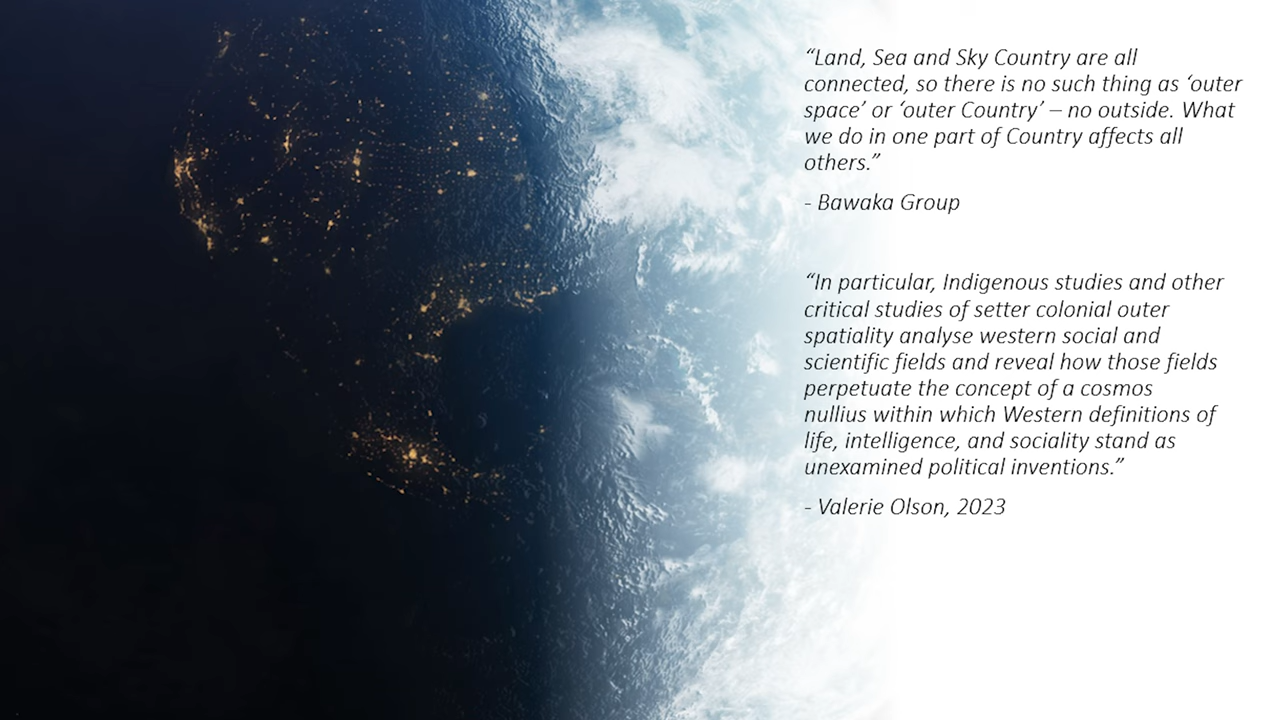 “Land, Sea and Sky Country are all
connected, so there is no such thing as ‘outer
space’ or ‘outer Country’ – no outside. What
we do in one part of Country affects all
others.”
- Bawaka Group
“In particular, Indigenous studies and other
critical studies of setter colonial outer
spatiality analyse western social and
scientific fields and reveal how those fields
perpetuate the concept of a cosmos
nullius within which Western definitions of
life, intelligence, and sociality stand as
unexamined political inventions.”
- Valerie Olson, 2023